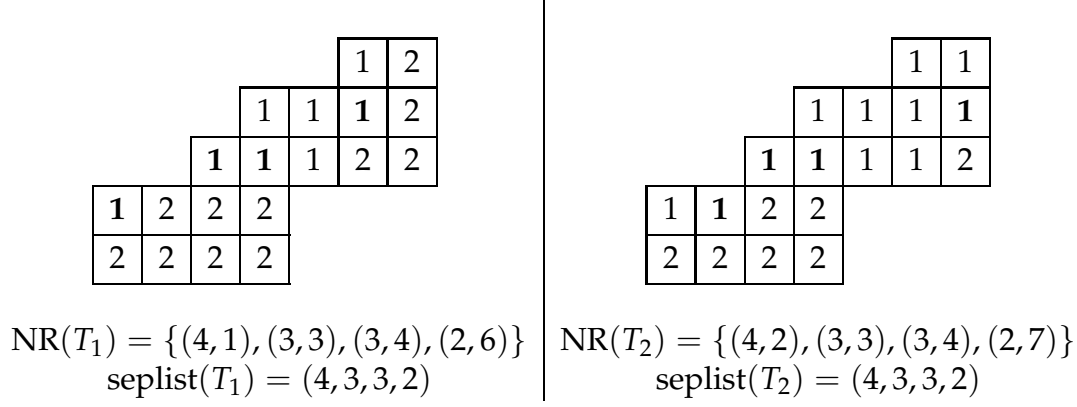 1 2
1 1 1 2
1 1 1 2 2
1 2 2 2
2 2 2 2
NR(T₁) = {(4, 1), (3, 3), (3, 4), (2, 6)}
seplist(T₁) = (4, 3, 3, 2)
1 1
1 1 1 1
1 1 1 1 2
1 1 2 2
2 2 2 2
NR(T₂) = {(4, 2), (3, 3), (3, 4), (2, 7)}
seplist(T₂) = (4, 3, 3, 2)